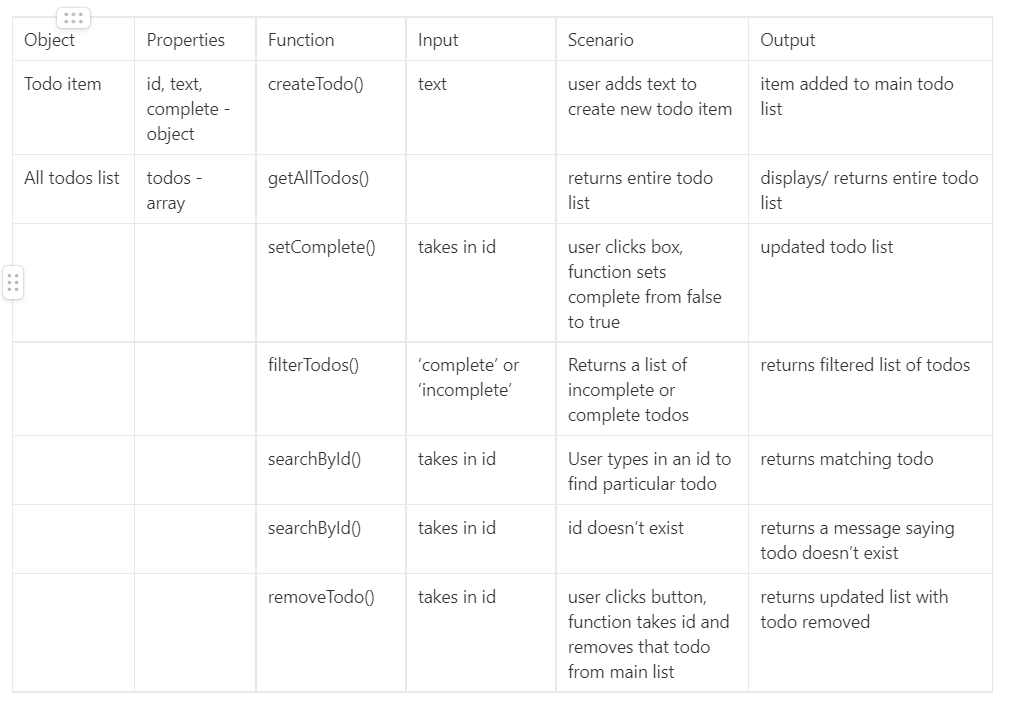 Object
Properties
Function
Input
Scenario
Output
Todo item
id, text,
complete -
object
createTodo()
text
user adds text to
create new todo item
item added to main todo
list
All todos list
todos -
array
getAllTodos()
returns entire todo
list
displays/ returns entire todo
list
setComplete()
takes in id
user clicks box,
function sets
complete from false
to true
updated todo list
filterTodos()
‘complete’ or
‘incomplete’
Returns a list of
incomplete or
complete todos
returns filtered list of todos
searchById()
takes in id
User types in an id to
find particular todo
returns matching todo
searchById()
takes in id
id doesn’t exist
returns a message saying
todo doesn’t exist
removeTodo()
takes in id
user clicks button,
function takes id and
removes that todo
from main list
returns updated list with
todo removed